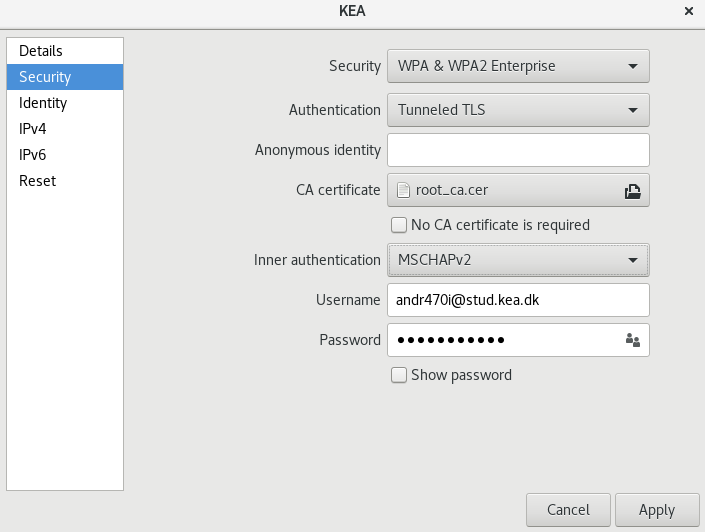 KEA
Details
Security
Identity
IPv4
IPv6
Reset
Security WPA & WPA2 Enterprise
Authentication Tunneled TLS
Anonymous identity
CA certificate root_ca.cer
No CA certificate is required
Inner authentication MSCHAPv2
Username andr470i@stud.kea.dk
Password •••••••••••
Show password
Cancel Apply